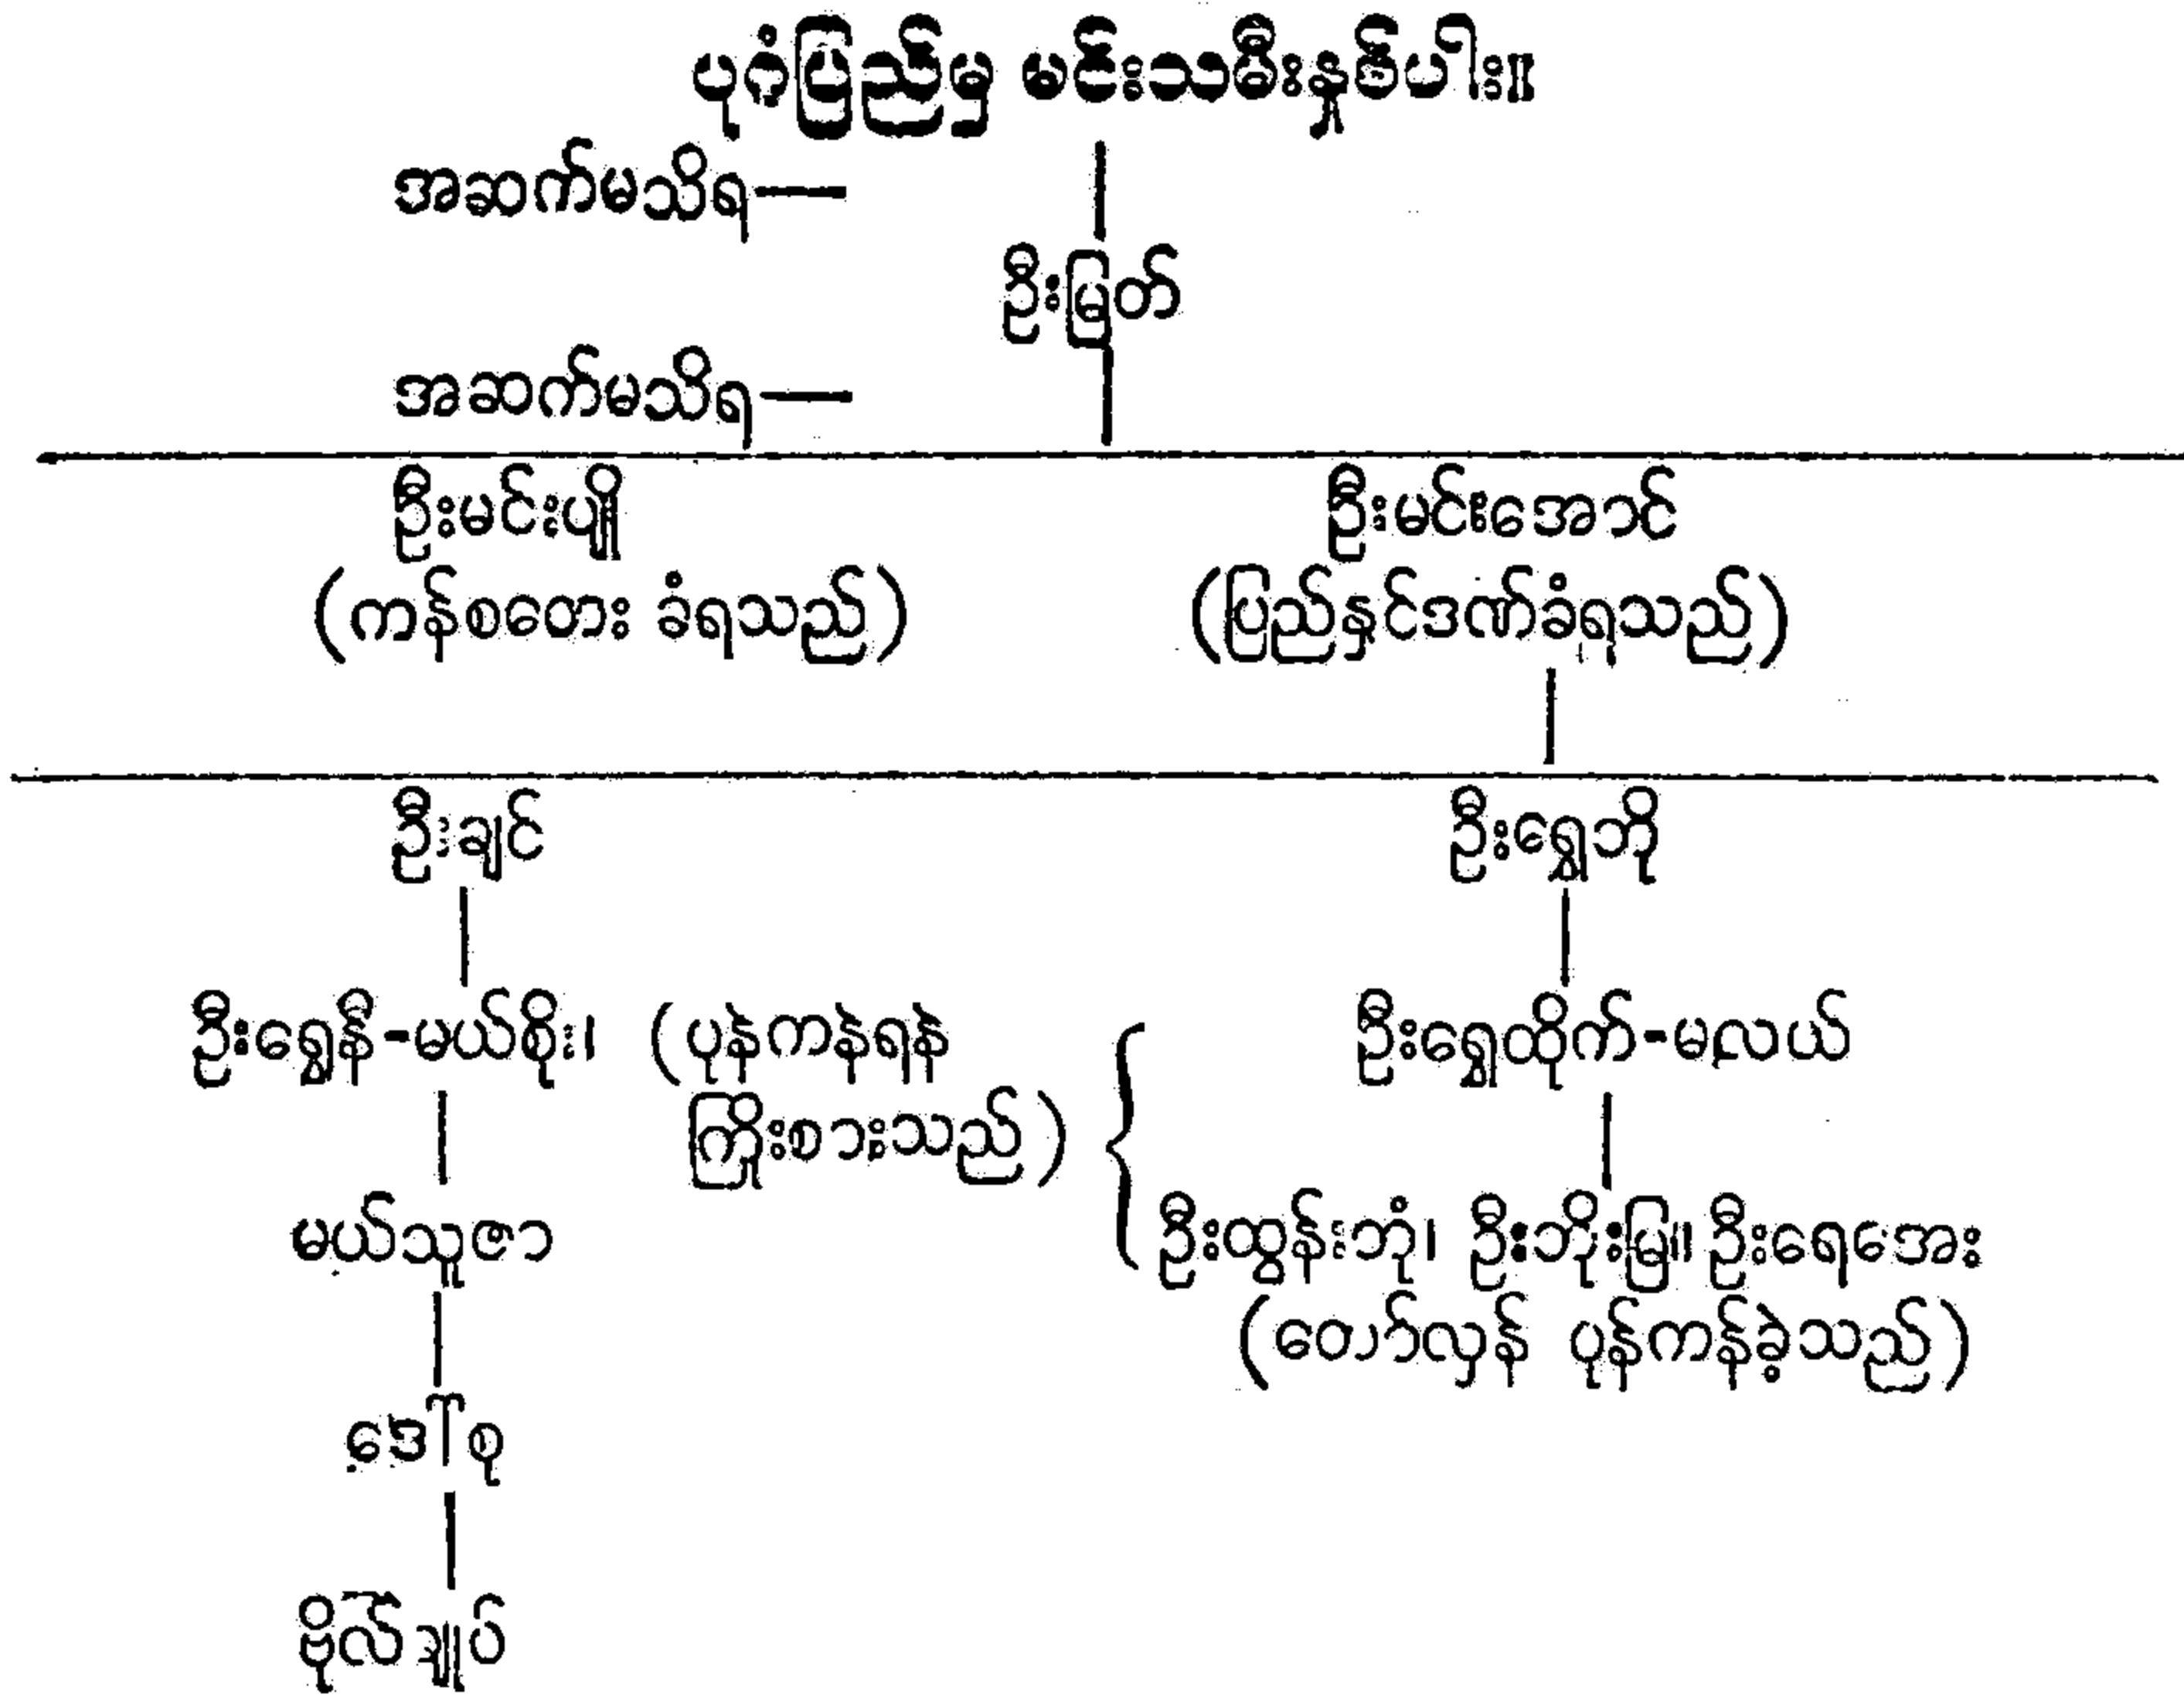 ပုဂံပြည်မှ မင်းသမီးနှစ်ပါး။
အဆက်မသိရ—
ဦးမြတ်
အဆက်မသိရ—
ဦးမင်းပျို ဦးမင်းအောင်
(ကန်စတေး ခံရသည်) (ပြည်နှင်ဒဏ်ခံရသည်)
ဦးချင် ဦးရွှေဘို
ဦးရွှေနီ-မယ်စိုး၊ (ပုန်ကန်ရန် ဦးရွှေထိုက်-မလယ်
ကြိုးစားသည်)
မယ်သူဇာ ဦးထွန်းဘုံ၊ ဦးဘိုးမြ၊ ဦးရေအေး
(တော်လှန် ပုန်ကန်ခဲ့သည်)
ဒေါ်စု
ဗိုလ်ချုပ်